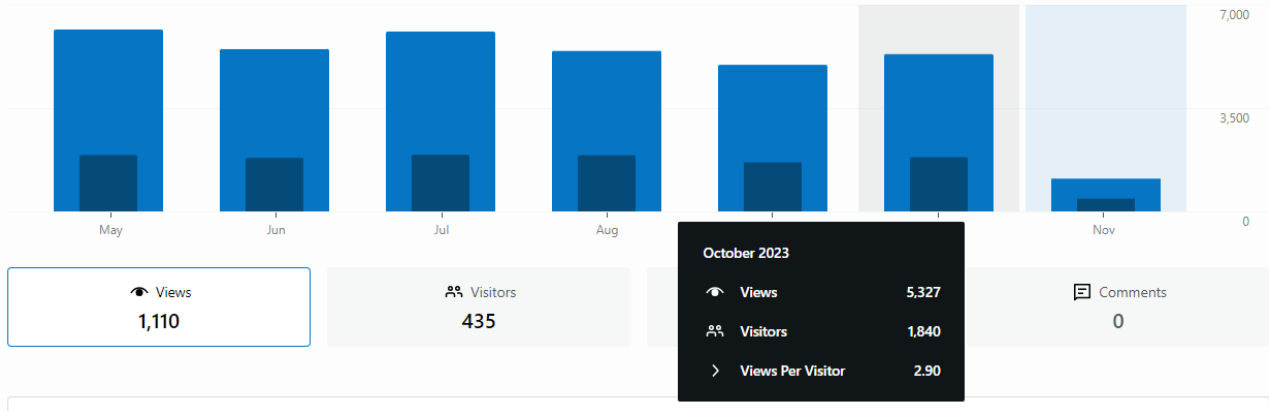 7,000
3,500
0
May
Jun
Jul
Aug
Nov
Views
1,110
Visitors
435
October 2023
Views 5,327
Visitors 1,840
Views Per Visitor 2.90
Comments
0